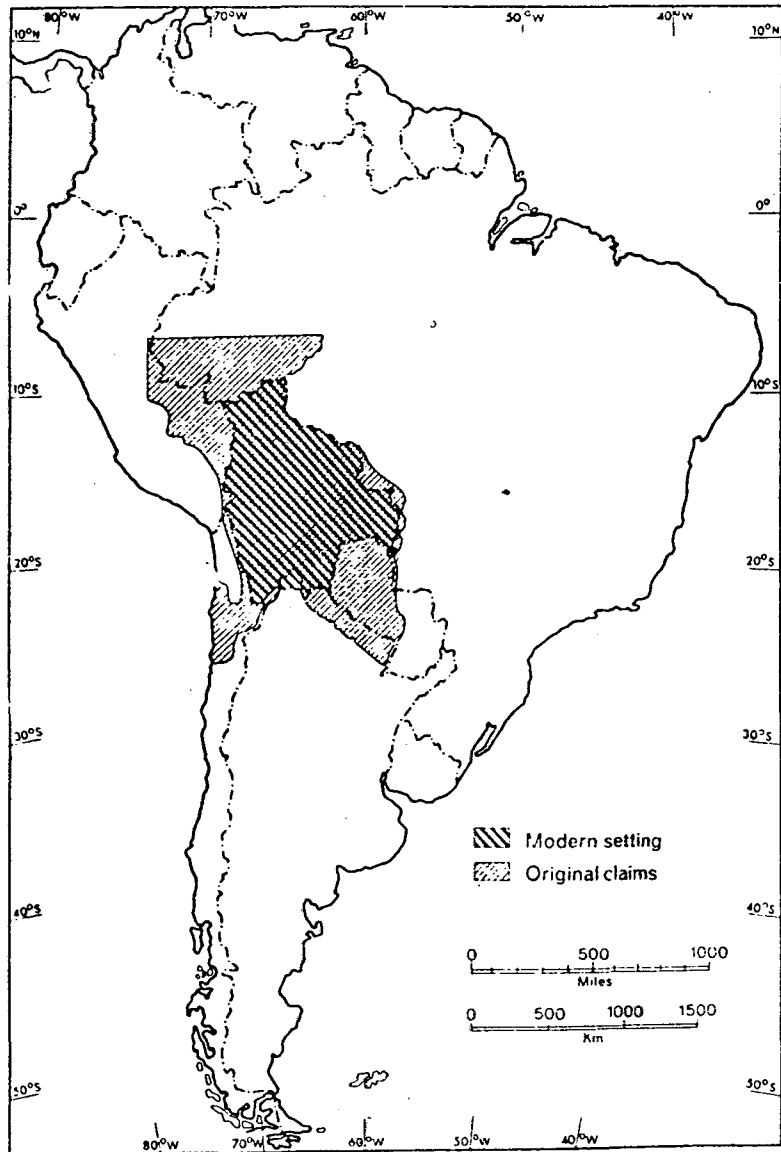 80°W 70°W 60°W 50°W 40°W
10°N 10°N
0° 0°
10°S 10°S
20°S 20°S
30°S 30°S
Modern setting
Original claims
40°S 40°S
0 500 1000
Miles
0 500 1000 1500
Km
50°S 50°S
80°W 70°W 60°W 50°W 40°W